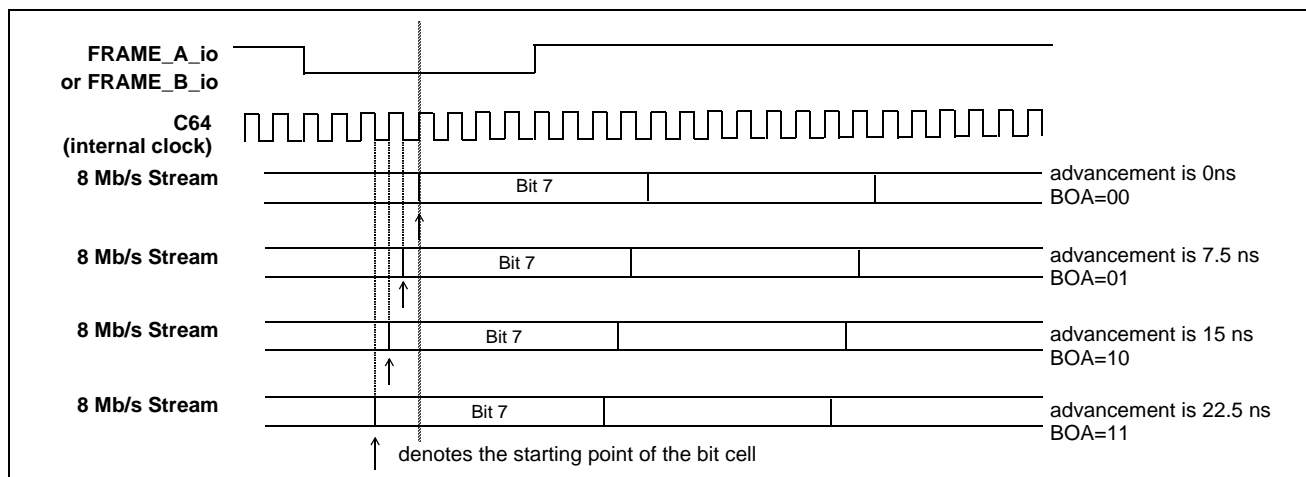 FRAME_A_io
or FRAME_B_io
C64
(internal clock)
8 Mb/s Stream
Bit 7
advancement is 0ns
BOA=00
8 Mb/s Stream
Bit 7
advancement is 7.5 ns
BOA=01
8 Mb/s Stream
Bit 7
advancement is 15 ns
BOA=10
8 Mb/s Stream
Bit 7
advancement is 22.5 ns
BOA=11
denotes the starting point of the bit cell